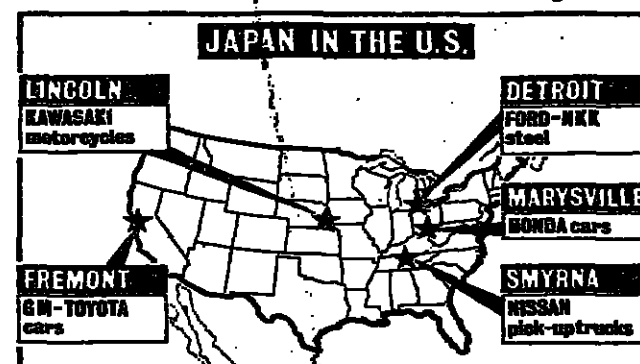 JAPAN IN THE U.S.
LINCOLN
KAWASAKI
motorcycles
DETROIT
FORD-NKK
steel
MARYSVILLE
HONDA cars
FREMONT
GM-TOYOTA
cars
SMYRNA
NISSAN
pick-up trucks